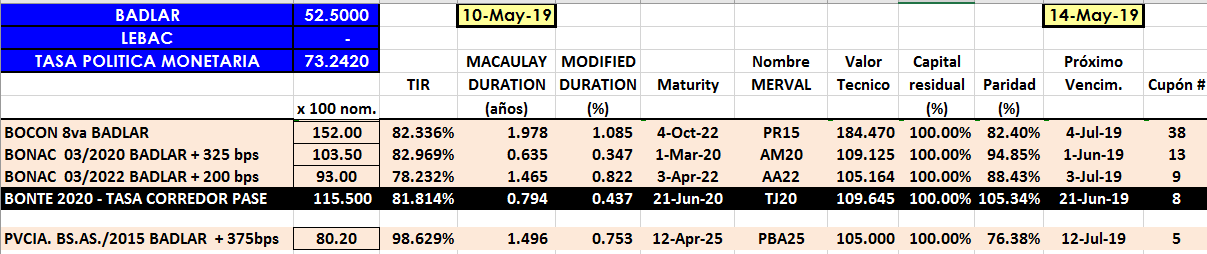 BADLAR 52.5000 10-May-19 14-May-19
LEBAC -
TASA POLITICA MONETARIA 73.2420 MACAULAY MODIFIED Nombre Valor Capital Próximo
TIR DURATION DURATION Maturity MERVAL Tecnico residual Paridad Vencim. Cupón #
x 100 nom. (años) (%) (%) (%)
BOCON 8va BADLAR 152.00 82.336% 1.978 1.085 4-Oct-22 PR15 184.470 100.00% 82.40% 4-Jul-19 38
BONAC 03/2020 BADLAR + 325 bps 103.50 82.969% 0.635 0.347 1-Mar-20 AM20 109.125 100.00% 94.85% 1-Jun-19 13
BONAC 03/2022 BADLAR + 200 bps 93.00 78.232% 1.465 0.822 3-Apr-22 AA22 105.164 100.00% 88.43% 3-Jul-19 9
BONTE 2020 - TASA CORREDOR PASE 115.500 81.814% 0.794 0.437 21-Jun-20 TJ20 109.645 100.00% 105.34% 21-Jun-19 8
PVCIA. BS.AS./2015 BADLAR + 375bps 80.20 98.629% 1.496 0.753 12-Apr-25 PBA25 105.000 100.00% 76.38% 12-Jul-19 5